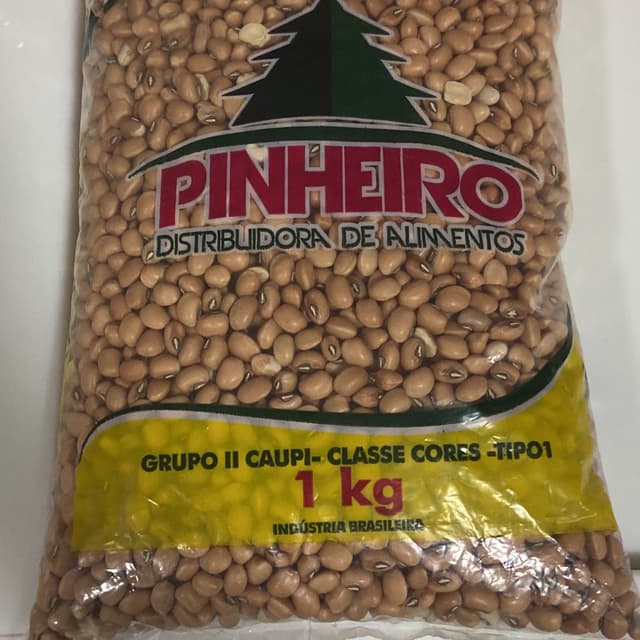 PINHEIRO
DISTRIBUIDORA DE ALIMENTOS
GRUPO II CAUPI- CLASSE CORES -TIPO1
1 kg
INDÚSTRIA BRASILEIRA